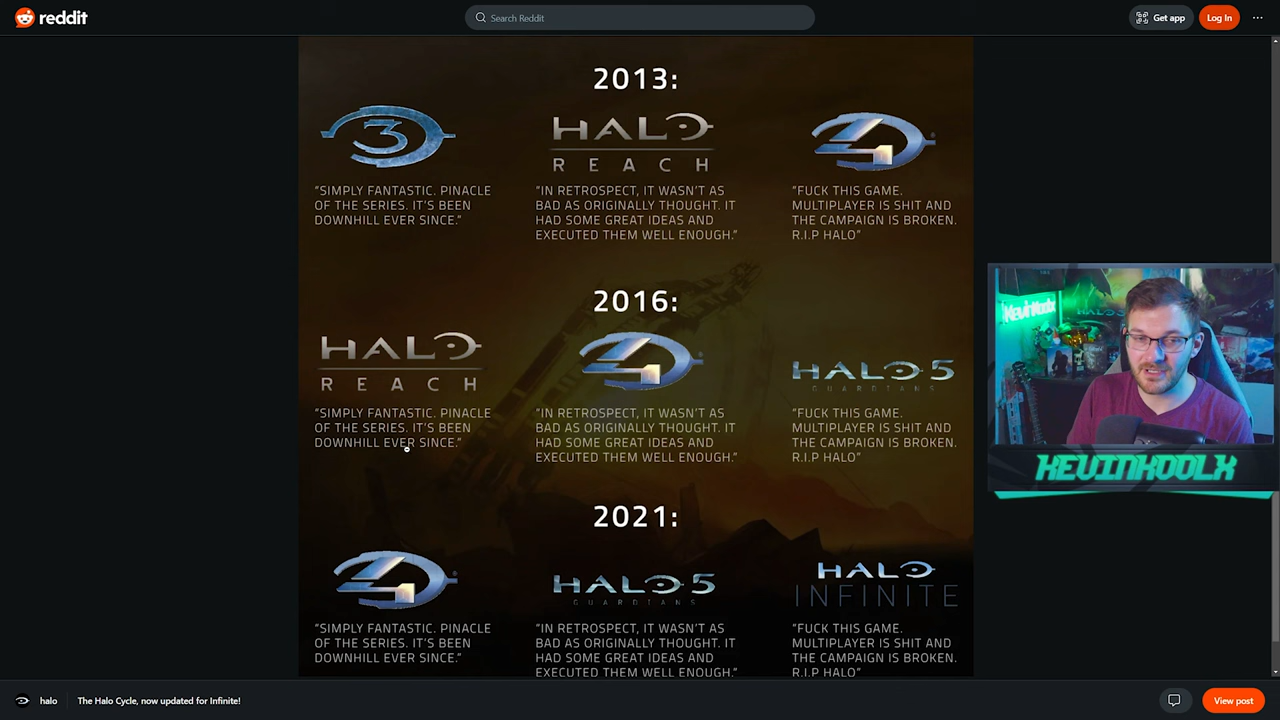 reddit
Search Reddit
Get app
Log In
2013:
3
HALO
REACH
4
"SIMPLY FANTASTIC. PINACLE
OF THE SERIES. IT'S BEEN
DOWNHILL EVER SINCE."
"IN RETROSPECT, IT WASN'T AS
BAD AS ORIGINALLY THOUGHT. IT
HAD SOME GREAT IDEAS AND
EXECUTED THEM WELL ENOUGH."
"FUCK THIS GAME.
MULTIPLAYER IS SHIT AND
THE CAMPAIGN IS BROKEN.
R.I.P HALO"
2016:
HALO
REACH
4
HALO 5
GUARDIANS
"SIMPLY FANTASTIC. PINACLE
OF THE SERIES. IT'S BEEN
DOWNHILL EVER SINCE."
"IN RETROSPECT, IT WASN'T AS
BAD AS ORIGINALLY THOUGHT. IT
HAD SOME GREAT IDEAS AND
EXECUTED THEM WELL ENOUGH."
"FUCK THIS GAME.
MULTIPLAYER IS SHIT AND
THE CAMPAIGN IS BROKEN.
R.I.P HALO"
2021:
4
HALO 5
GUARDIANS
HALO
INFINITE
"SIMPLY FANTASTIC. PINACLE
OF THE SERIES. IT'S BEEN
DOWNHILL EVER SINCE."
"IN RETROSPECT, IT WASN'T AS
BAD AS ORIGINALLY THOUGHT. IT
HAD SOME GREAT IDEAS AND
EXECUTED THEM WELL ENOUGH."
"FUCK THIS GAME.
MULTIPLAYER IS SHIT AND
THE CAMPAIGN IS BROKEN.
R.I.P HALO"
KevinKoolx
KEVINKOOLX
halo
The Halo Cycle, now updated for Infinite!
View post